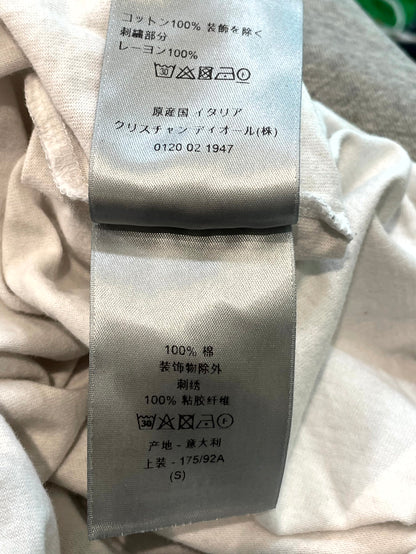 コットン100% 装飾を除く
刺繍部分
レーヨン100%
30
原産国 イタリア
クリスチャン ディオール(株)
0120 02 1947
100% 棉
装饰物除外
刺绣
100% 粘胶纤维
30
产地 - 意大利
上装 - 175/92A
(S)